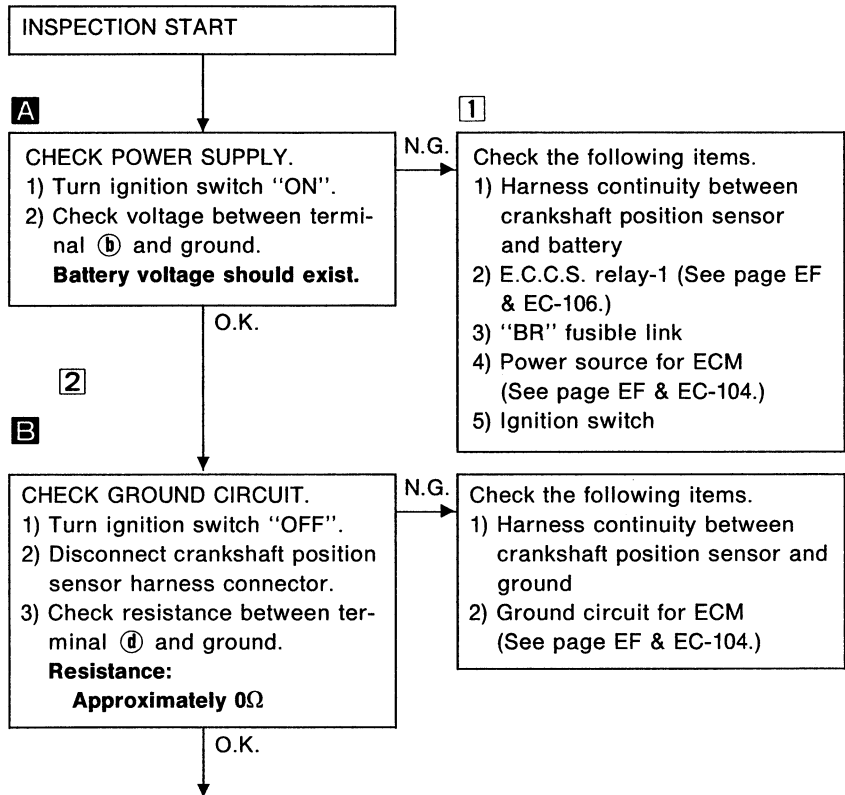 INSPECTION START
A
CHECK POWER SUPPLY.
1) Turn ignition switch "ON".
2) Check voltage between termi-
nal ⓑ and ground.
Battery voltage should exist.
N.G.
1
Check the following items.
1) Harness continuity between
crankshaft position sensor
and battery
2) E.C.C.S. relay-1 (See page EF
& EC-106.)
3) "BR" fusible link
4) Power source for ECM
(See page EF & EC-104.)
5) Ignition switch
O.K.
2
B
CHECK GROUND CIRCUIT.
1) Turn ignition switch "OFF".
2) Disconnect crankshaft position
sensor harness connector.
3) Check resistance between ter-
minal ⓓ and ground.
Resistance:
Approximately 0Ω
N.G.
Check the following items.
1) Harness continuity between
crankshaft position sensor and
ground
2) Ground circuit for ECM
(See page EF & EC-104.)
O.K.